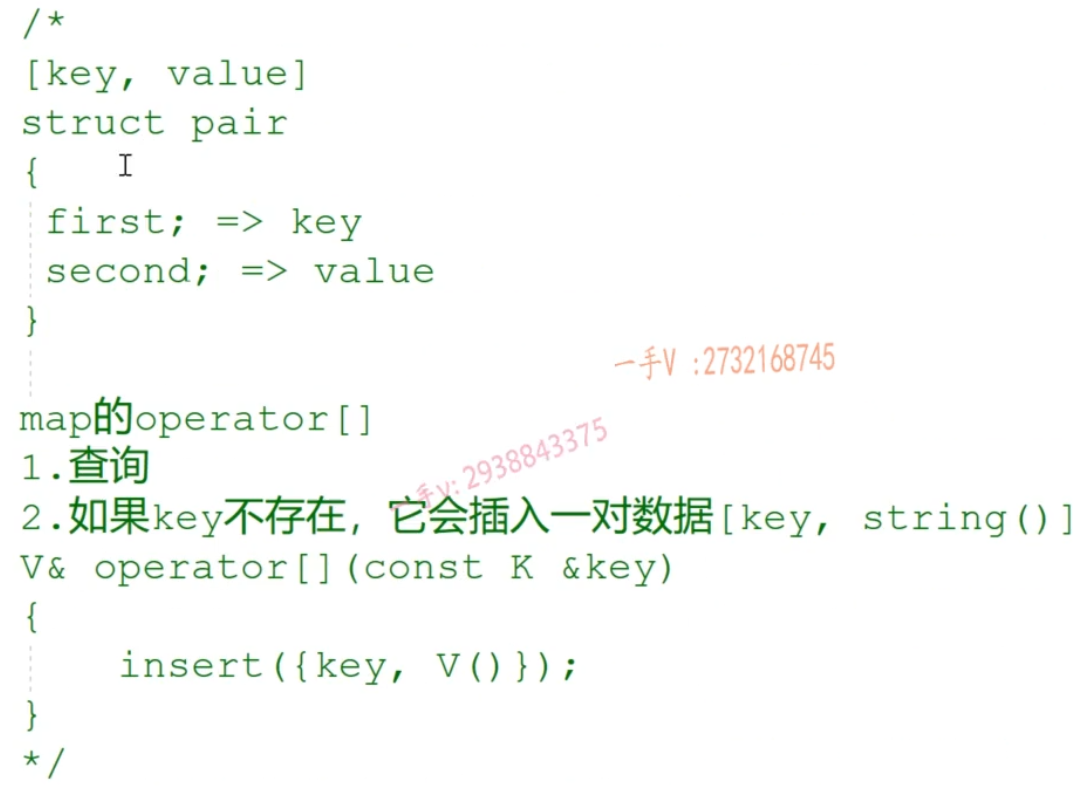 /*
[key, value]
struct pair
{
first; => key
second; => value
}
一手V :2732168745
map的operator[]
1.查询
一手v: 2938843375
2.如果key不存在, 它会插入一对数据[key, string()]
V& operator[](const K &key)
{
insert({key, V()});
}
*/